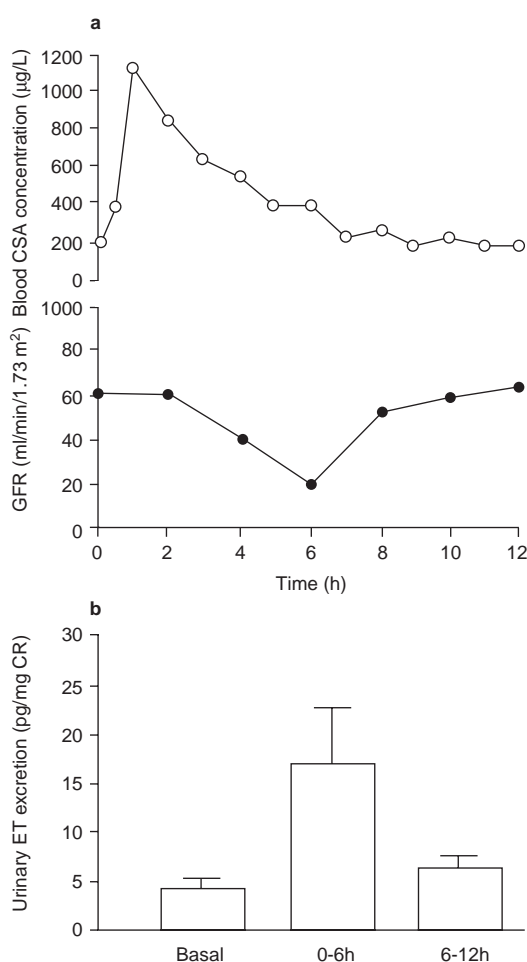 a
Blood CSA concentration (µg/L)
1200
1000
800
600
400
200
0
GFR (ml/min/1.73 m²)
1000
80
60
40
20
0
0 2 4 6 8 10 12
Time (h)
b
Urinary ET excretion (pg/mg CR)
30
25
20
15
10
5
0
Basal 0-6h 6-12h